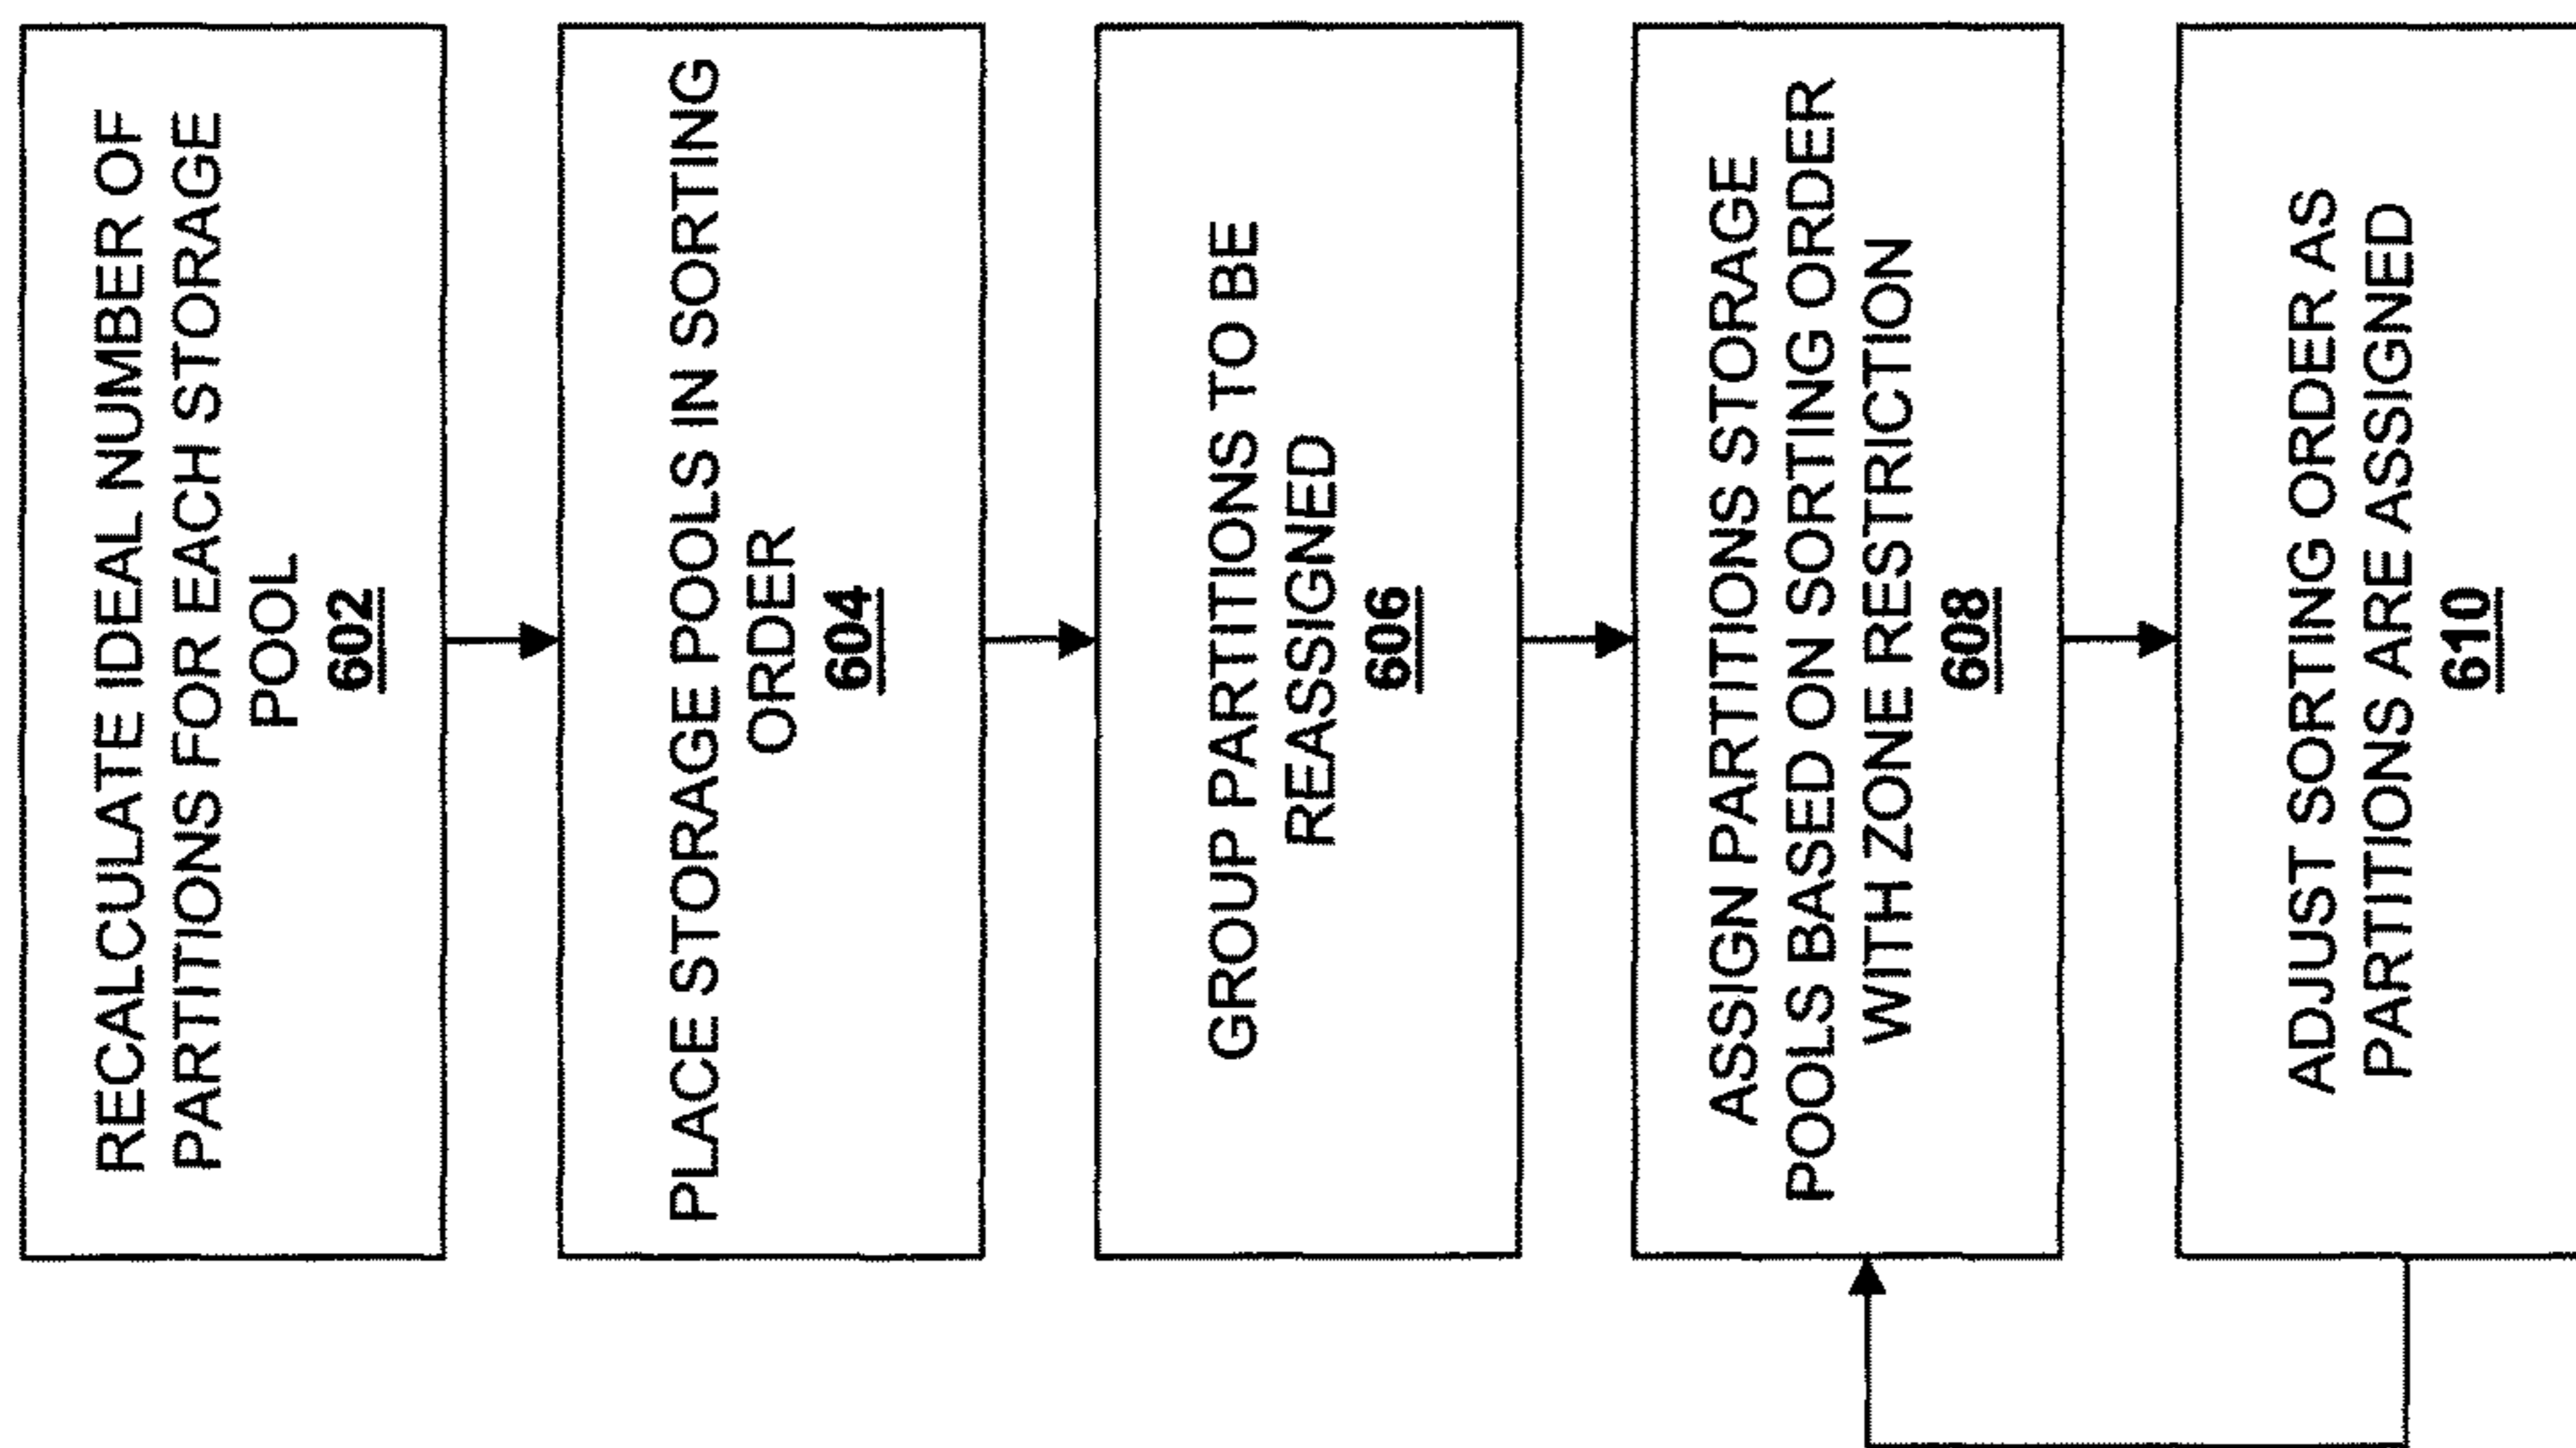 RECALCULATE IDEAL NUMBER OF
PARTITIONS FOR EACH STORAGE
POOL
602
PLACE STORAGE POOLS IN SORTING
ORDER
604
GROUP PARTITIONS TO BE
REASSIGNED
606
ASSIGN PARTITIONS STORAGE
POOLS BASED ON SORTING ORDER
WITH ZONE RESTRICTION
608
ADJUST SORTING ORDER AS
PARTITIONS ARE ASSIGNED
610